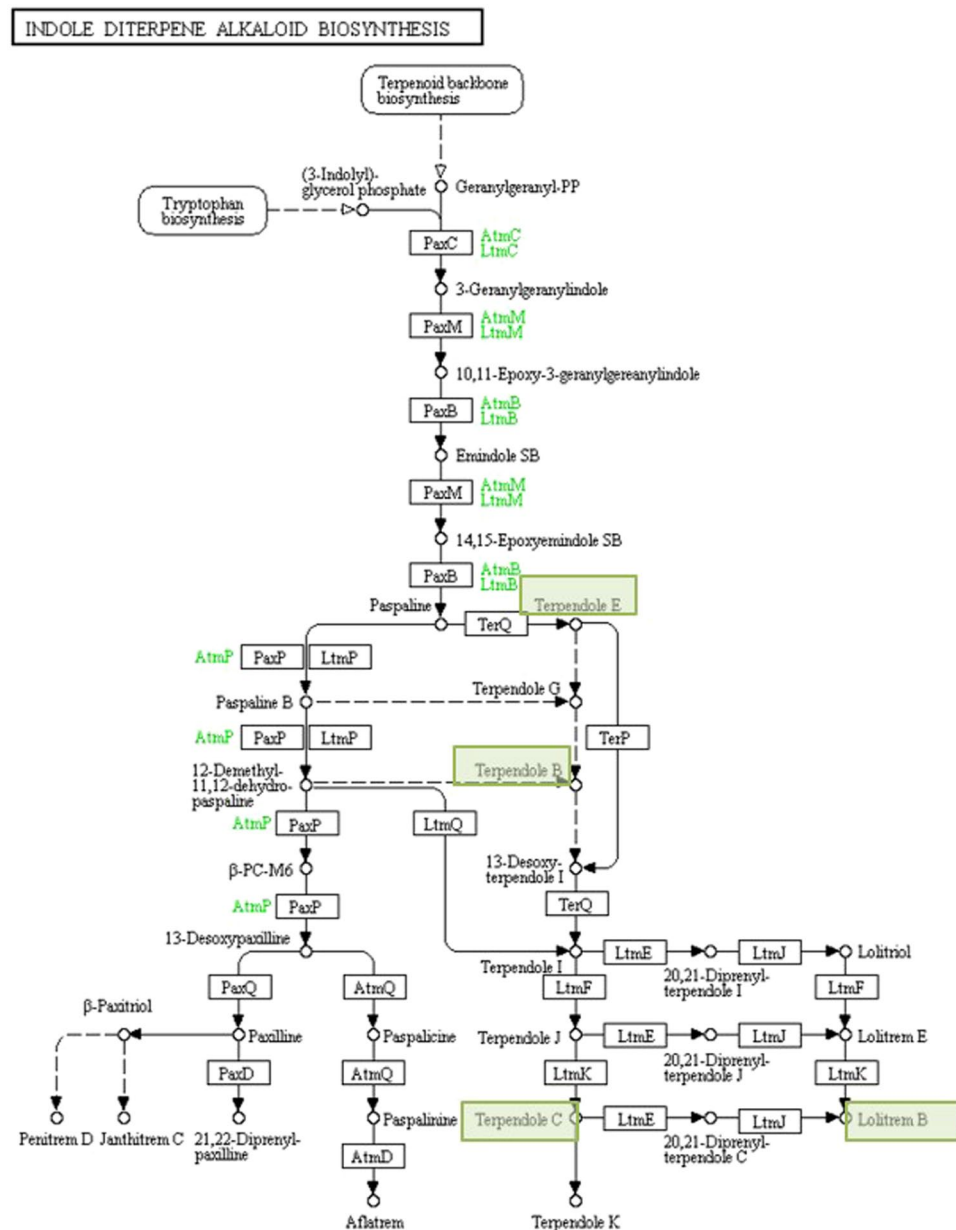 INDOLE DITERPENE ALKALOID BIOSYNTHESIS
Terpenoid backbone
biosynthesis
(3-Indolyl)-
glycerol phosphate
Geranylgeranyl-PP
Tryptophan
biosynthesis
PaxC
AtmC
LtmC
3-Geranylgeranylindole
PaxM
AtmM
LtmM
10,11-Epoxy-3-geranylgereanylindole
PaxB
AtmB
LtmB
Emindole SB
PaxM
AtmM
LtmM
14,15-Epoxyemindole SB
PaxB
AtmB
LtmB
Paspaline
TerQ
Terpendole E
AtmP
PaxP
LtmP
Paspaline B
Terpendole G
AtmP
PaxP
LtmP
TerP
12-Demethyl-
11,12-dehydro-
paspaline
Terpendole B
AtmP
PaxP
LtmQ
β-PC-M6
13-Desoxy-
terpendole I
AtmP
PaxP
TerQ
13-Desoxypaxilline
Terpendole I
LtmE
20,21-Diprenyl-
terpendole I
LtmJ
Lolitriol
PaxQ
AtmQ
LtmF
LtmF
β-Paxitriol
Paxilline
Paspalicine
Terpendole J
LtmE
20,21-Diprenyl-
terpendole J
LtmJ
Lolitrem E
PaxD
AtmQ
LtmK
LtmK
Penitrem D
Janthitrem C
21,22-Diprenyl-
paxilline
Paspalinine
Terpendole C
LtmE
20,21-Diprenyl-
terpendole C
LtmJ
Lolitrem B
AtmD
Aflatrem
Terpendole K